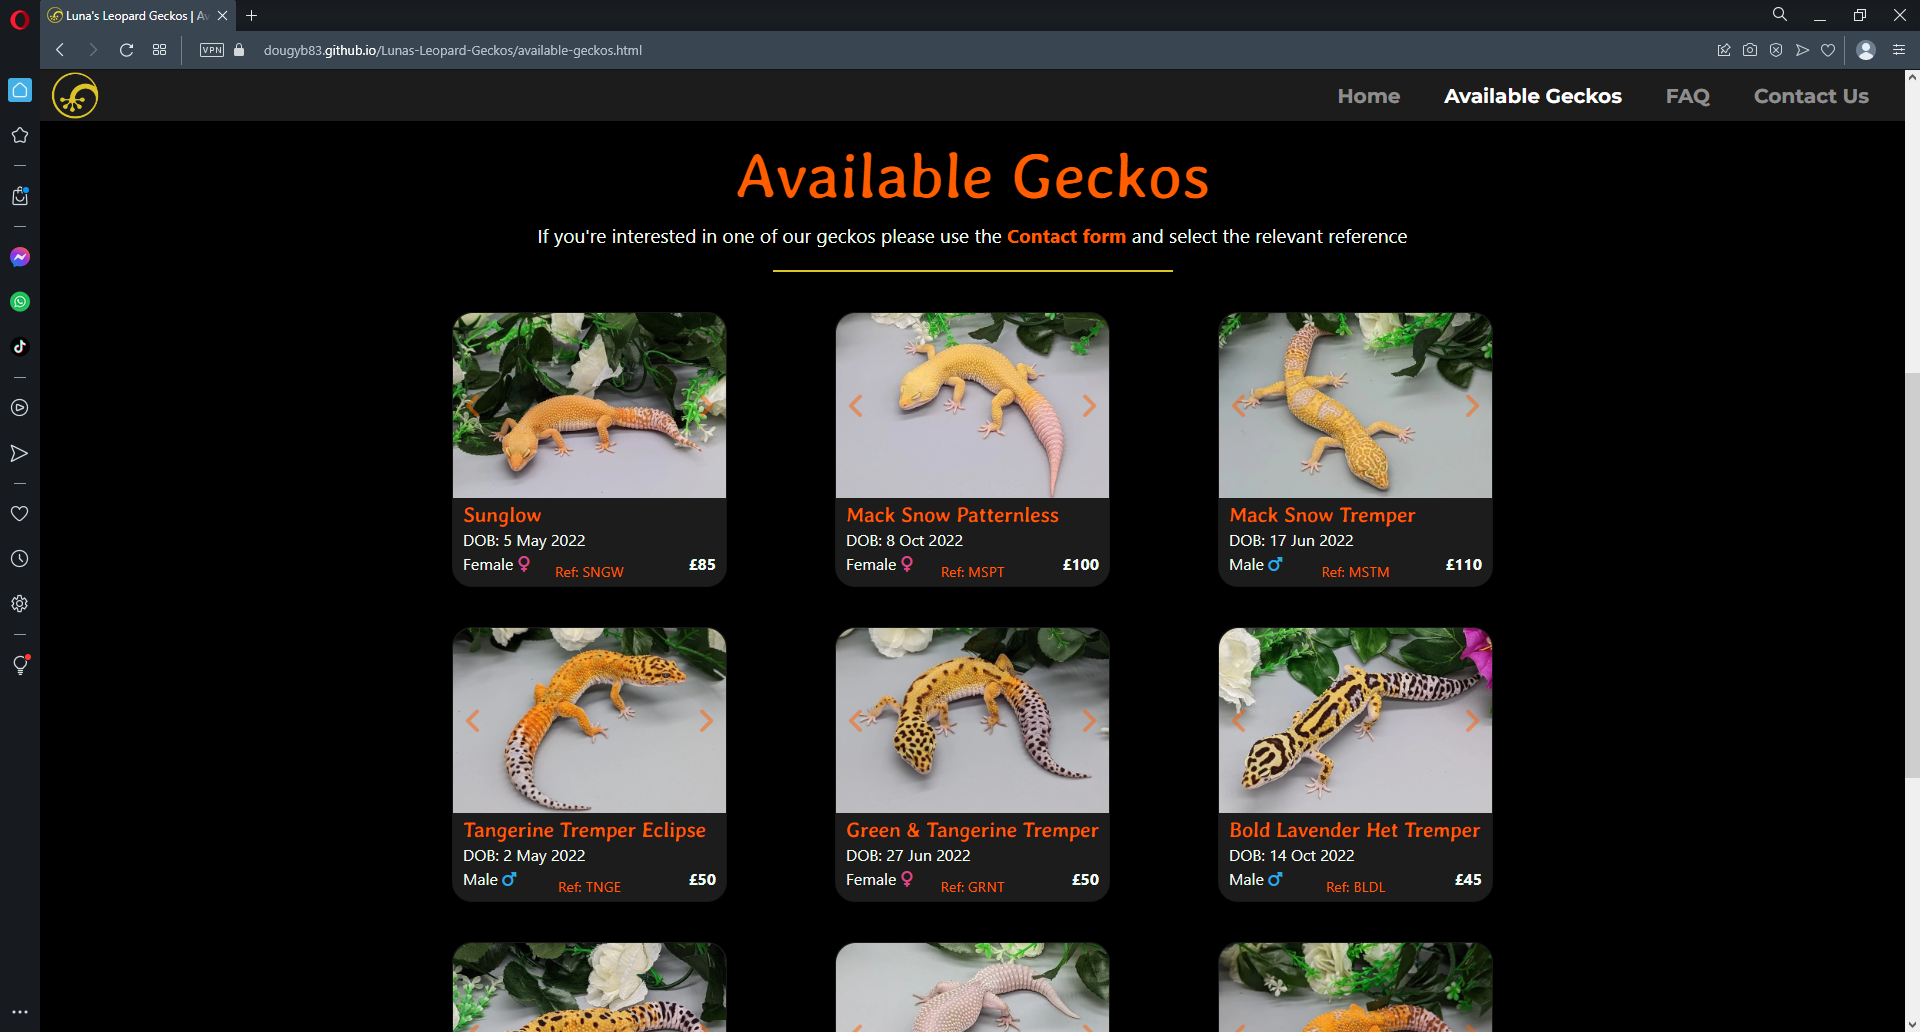 Luna's Leopard Geckos | Av
VPN
dougyb83.github.io/Lunas-Leopard-Geckos/available-geckos.html
Home
Available Geckos
FAQ
Contact Us
Available Geckos
If you're interested in one of our geckos please use the Contact form and select the relevant reference
Sunglow
DOB: 5 May 2022
Female ♀
Ref: SNGW
£85
Mack Snow Patternless
DOB: 8 Oct 2022
Female ♀
Ref: MSPT
£100
Mack Snow Tremper
DOB: 17 Jun 2022
Male ♂
Ref: MSTM
£110
Tangerine Tremper Eclipse
DOB: 2 May 2022
Male ♂
Ref: TNGE
£50
Green & Tangerine Tremper
DOB: 27 Jun 2022
Female ♀
Ref: GRNT
£50
Bold Lavender Het Tremper
DOB: 14 Oct 2022
Male ♂
Ref: BLDL
£45